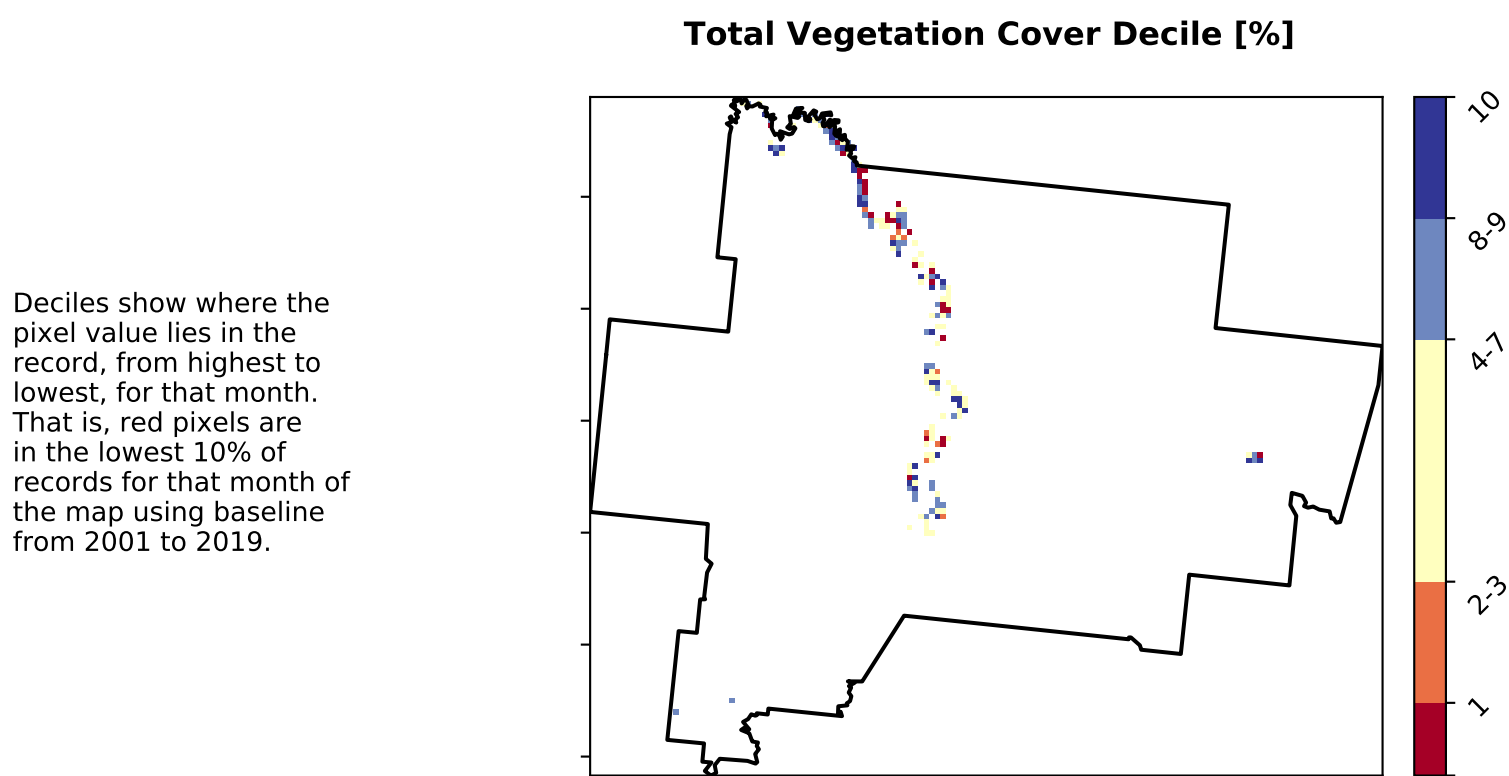 Total Vegetation Cover Decile [%]
Deciles show where the
pixel value lies in the
record, from highest to
lowest, for that month.
That is, red pixels are
in the lowest 10% of
records for that month of
the map using baseline
from 2001 to 2019.
10
8-9
4-7
2-3
1